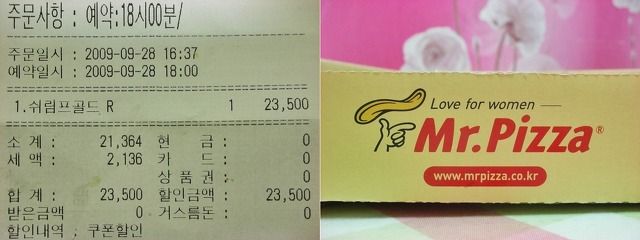 주문사항 : 예약:18시00분/
주문일시 : 2009-09-28 16:37
예약일시 : 2009-09-28 18:00
1.쉬림프골드 R 1 23,500
소 계 : 21,364 현 금 : 0
세 액 : 2,136 카 드 : 0
상 품 권 : 0
합 계 : 23,500 할인금액 : 23,500
받은금액 0 거스름돈 : 0
할인내역 : 쿠폰할인
Love for women
Mr.Pizza®
www.mrpizza.co.kr